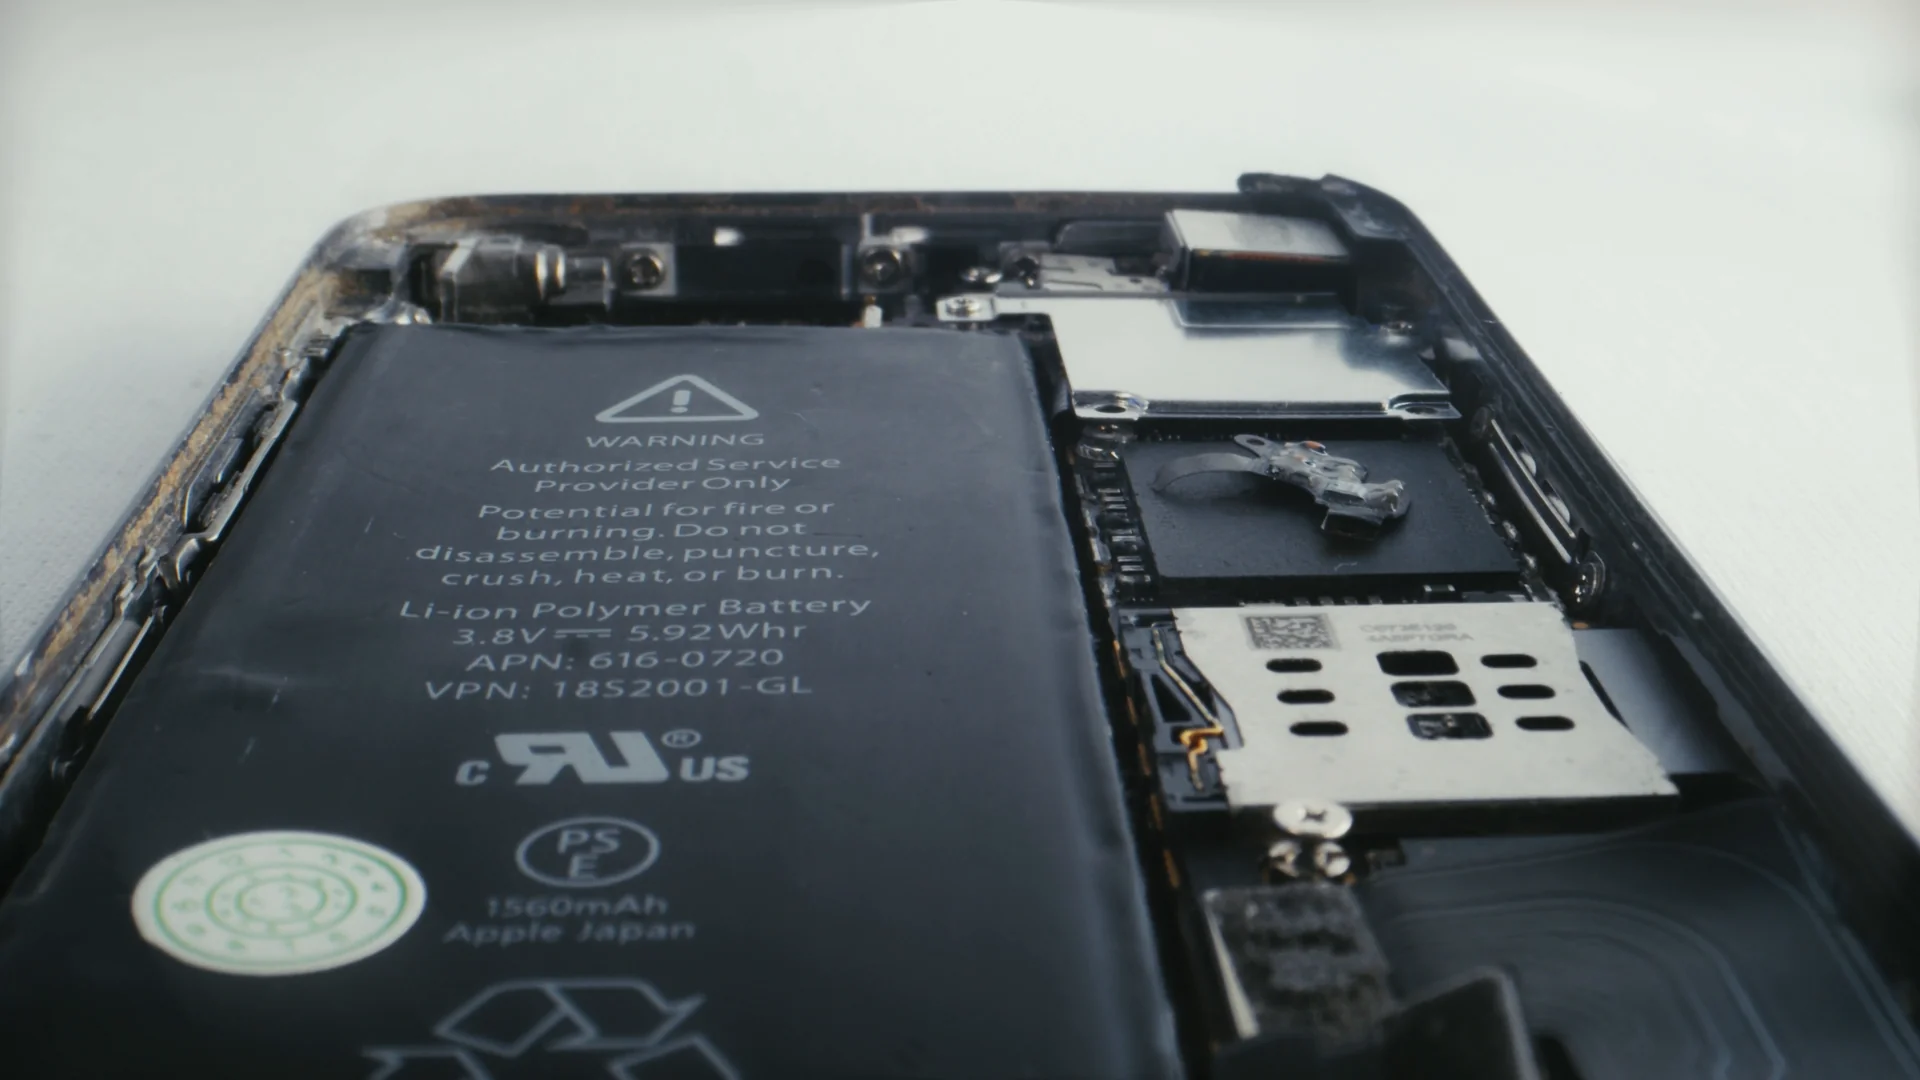 WARNING
Authorized Service
Provider Only
Potential for fire or
burning. Do not
disassemble, puncture,
crush, heat, or burn.
Li-ion Polymer Battery
3.8V⎓ 5.92Whr
APN: 616-0720
VPN: 18S2001-GL
c RU® US
PS
E
1560mAh
Apple Japan